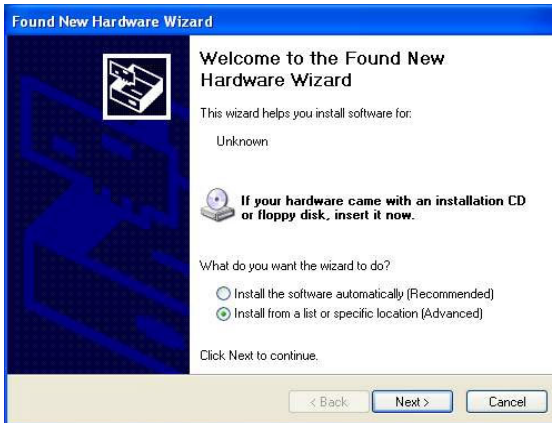 Found New Hardware Wizard
Welcome to the Found New
Hardware Wizard
This wizard helps you install software for:
Unknown
If your hardware came with an installation CD
or floppy disk, insert it now.
What do you want the wizard to do?
Install the software automatically (Recommended)
Install from a list or specific location (Advanced)
Click Next to continue.
< Back Next > Cancel